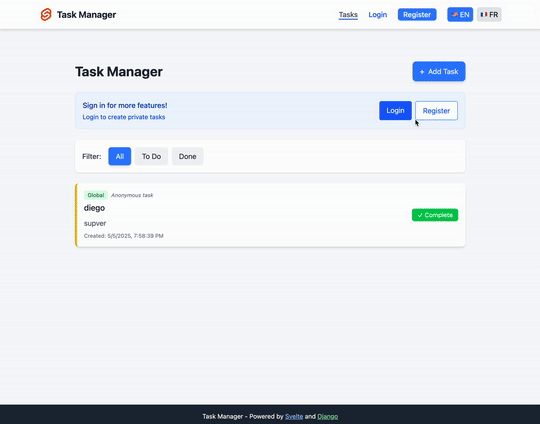 Task Manager Tasks Login Register EN FR
Task Manager + Add Task
Sign in for more features!
Login to create private tasks
Login Register
Filter: All To Do Done
Global Anonymous task
diego
supver
✓ Complete
Created: 5/5/2025, 7:58:39 PM
Task Manager - Powered by Svelte and Django